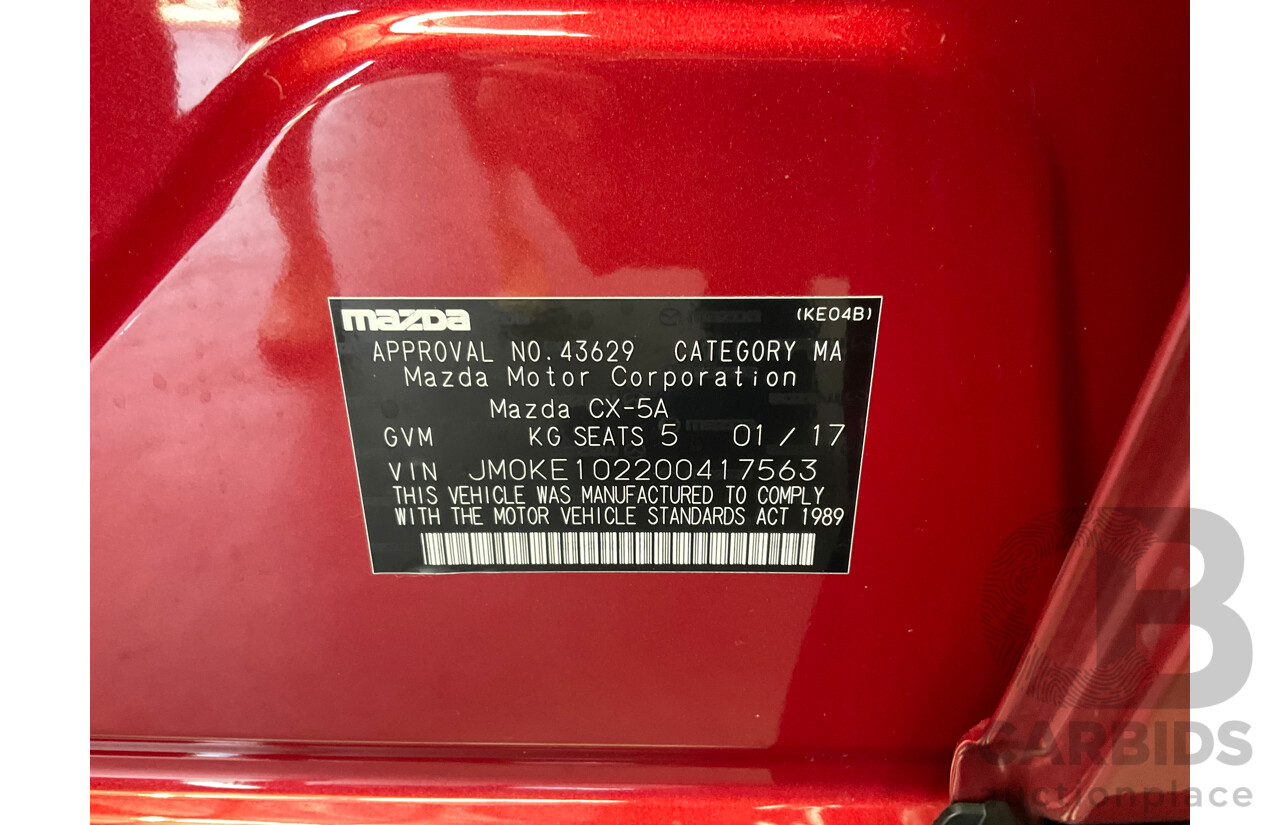 mazda (KE04B)
APPROVAL NO. 43629 CATEGORY MA
Mazda Motor Corporation
Mazda CX-5A
GVM KG SEATS 5 01 / 17
VIN JM0KE102200417563
THIS VEHICLE WAS MANUFACTURED TO COMPLY
WITH THE MOTOR VEHICLE STANDARDS ACT 1989
CB
CARBIDS
auctionplace